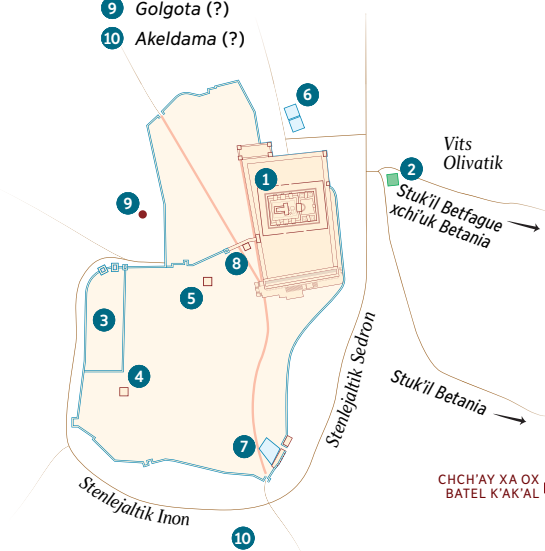 9 Golgota (?)
10 Akeldama (?)
6
Vits
Olivatik
2
1
Stuk'il Betfague
xchi'uk Betania
9
8
5
3
4
Stenlejaltik Sedron
Stuk'il Betania
7
CHCH'AY XA OX
BATEL K'AK'AL
Stenlejaltik Inon
10